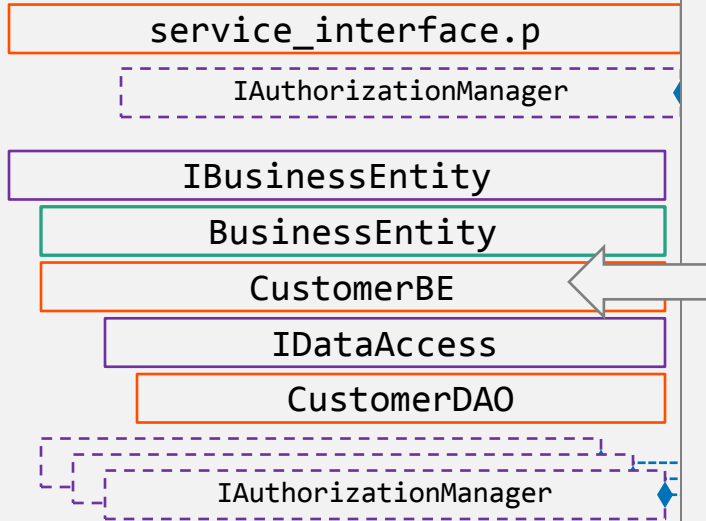 service_interface.p
IAuthorizationManager
IBusinessEntity
BusinessEntity
CustomerBE
IDataAccess
CustomerDAO
IAuthorizationManager